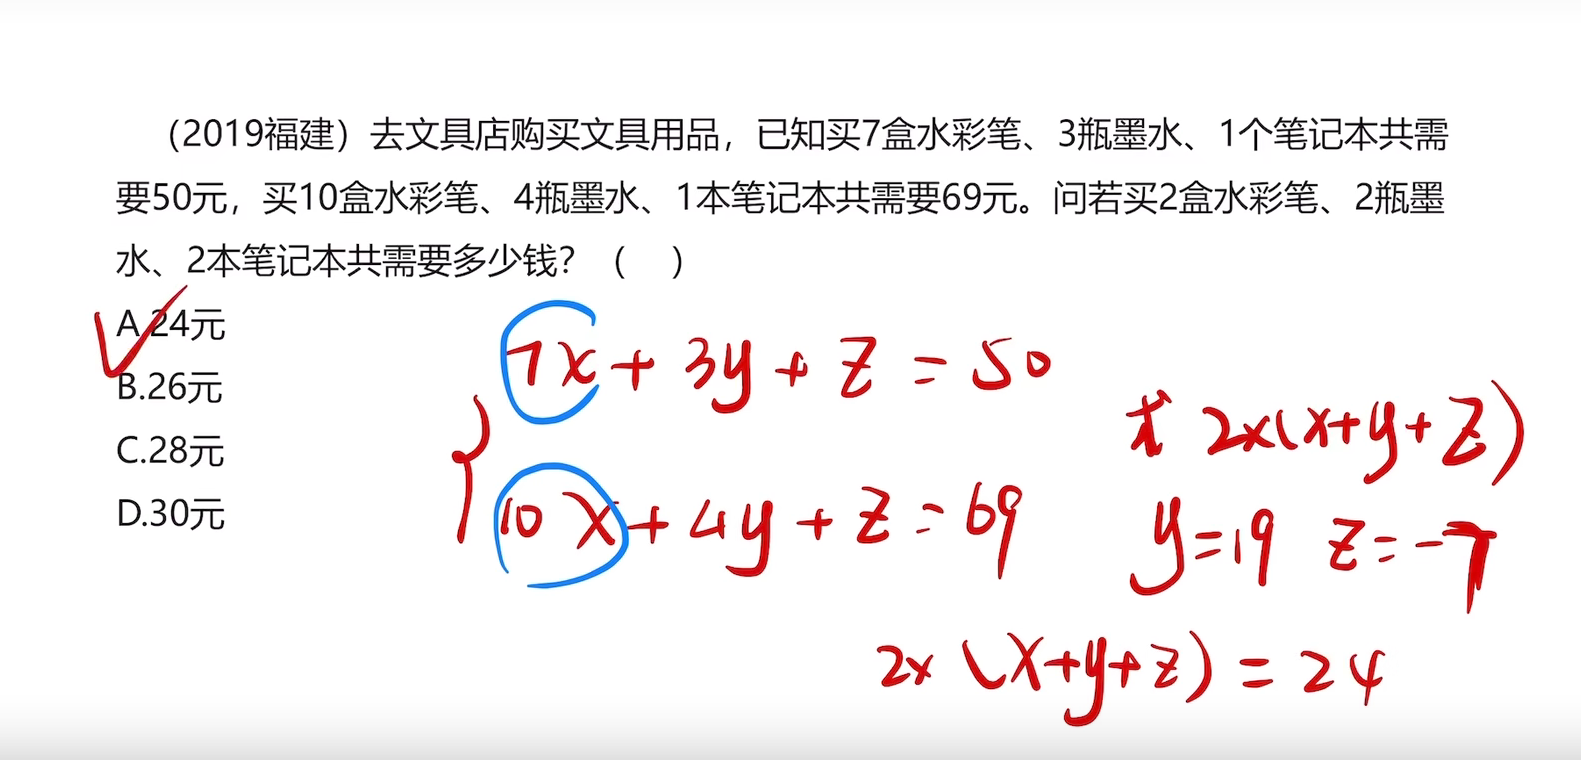 （2019福建）去文具店购买文具用品，已知买7盒水彩笔、3瓶墨水、1个笔记本共需
要50元，买10盒水彩笔、4瓶墨水、1本笔记本共需要69元。问若买2盒水彩笔、2瓶墨
水、2本笔记本共需要多少钱？（　）
A.24元
B.26元
C.28元
D.30元
7x+3y+z=50
10x+4y+z=69
求 2×(x+y+z)
y=19 z=-7
2×(x+y+z)=24